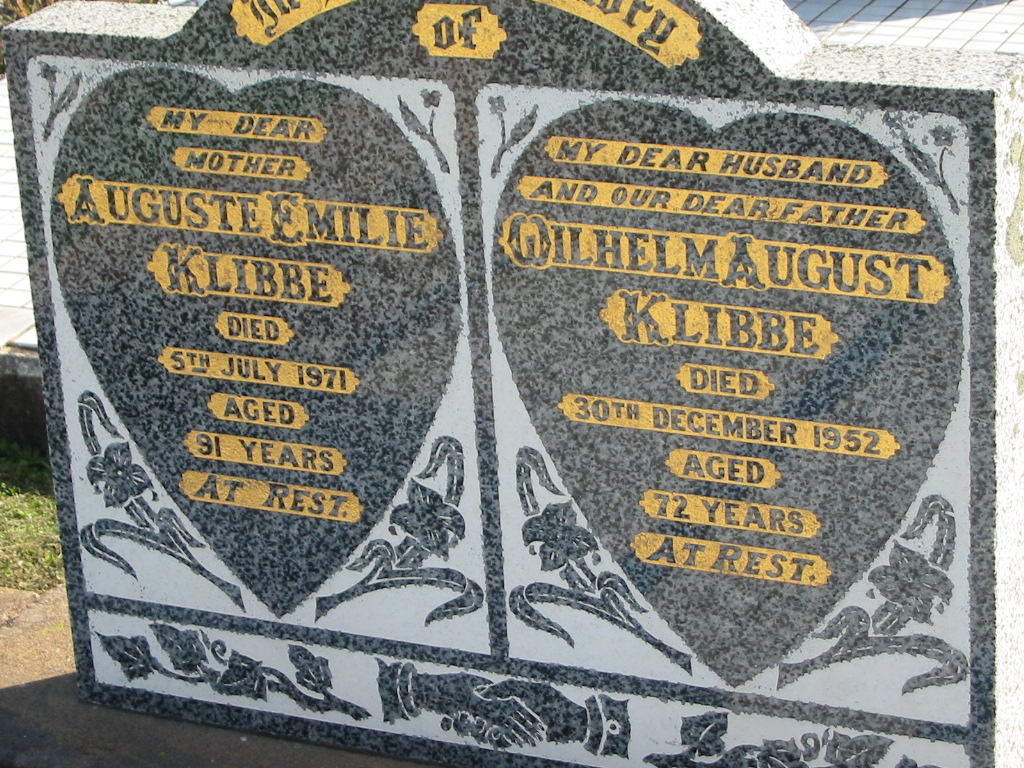 In
of
MY DEAR
MOTHER
AUGUSTE EMILIE
KLIBBE
DIED
5TH JULY 1971
AGED
91 YEARS
AT REST.
MY DEAR HUSBAND
AND OUR DEAR FATHER
WILHELM AUGUST
KLIBBE
DIED
30TH DECEMBER 1952
AGED
72 YEARS
AT REST.